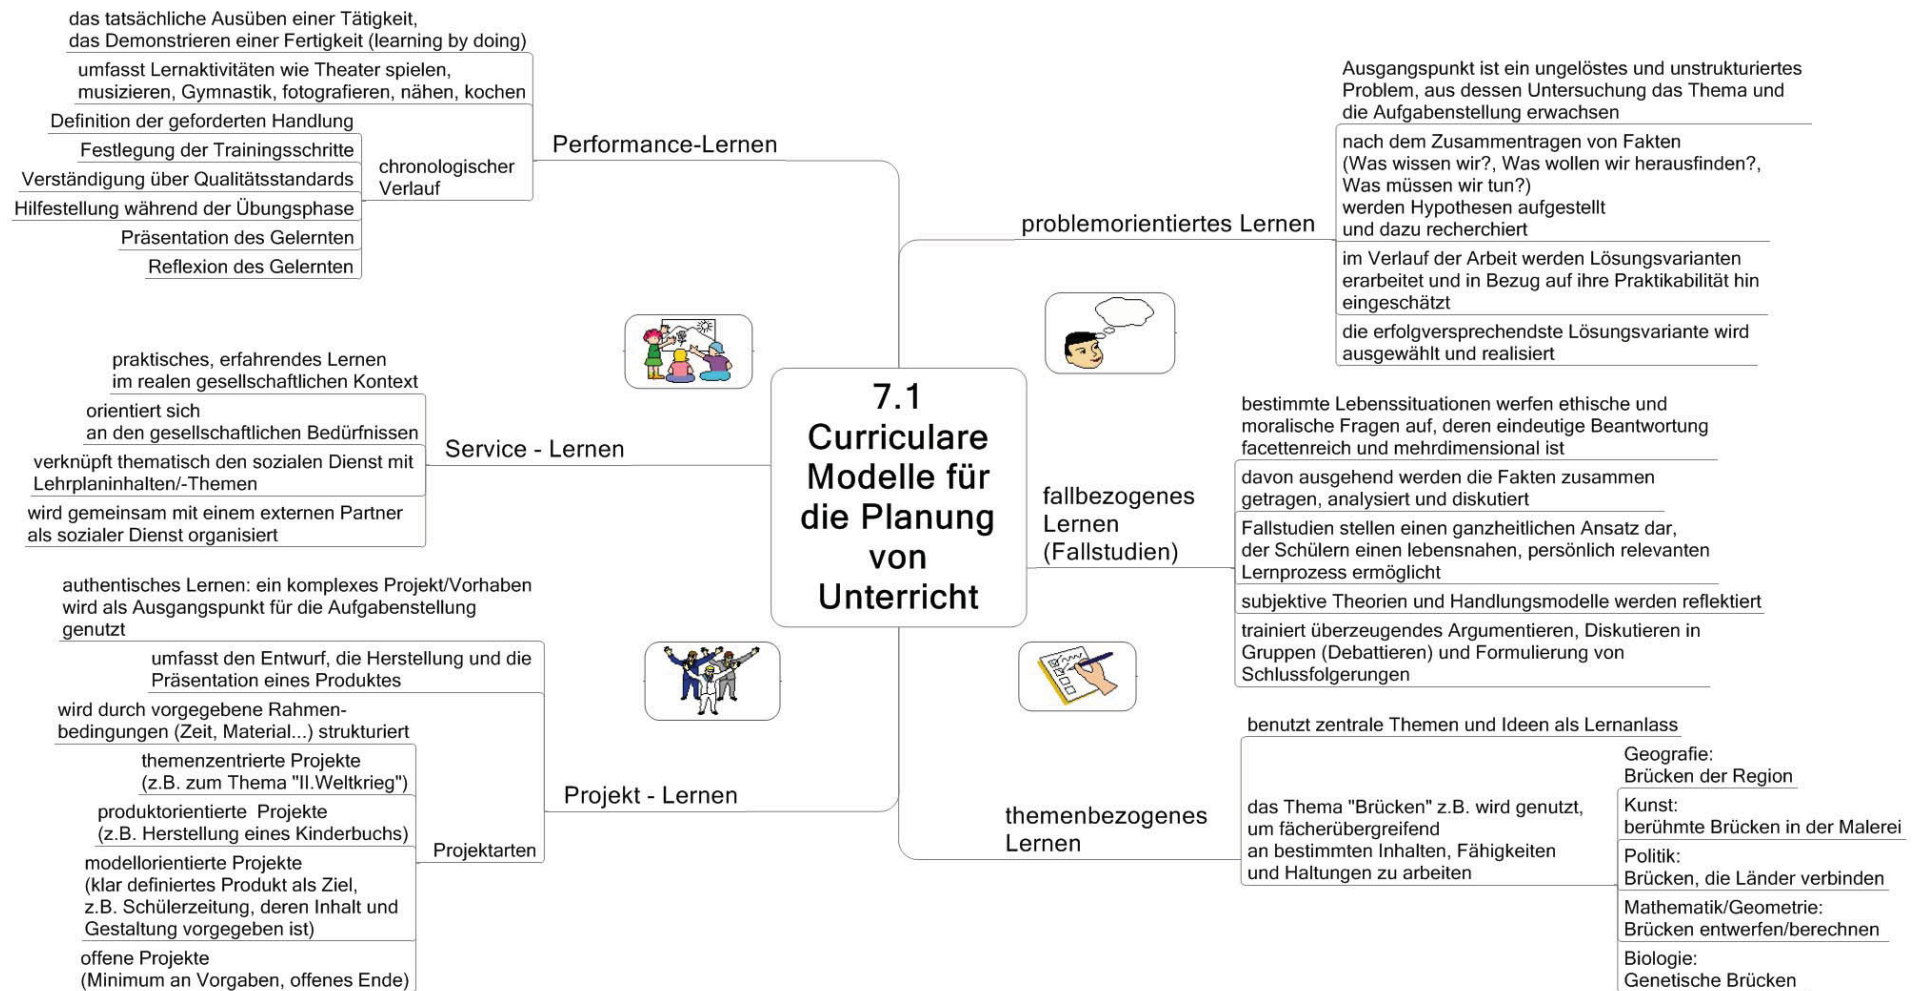 7.1
Curriculare
Modelle für
die Planung
von
Unterricht
Performance-Lernen
das tatsächliche Ausüben einer Tätigkeit,
das Demonstrieren einer Fertigkeit (learning by doing)
umfasst Lernaktivitäten wie Theater spielen,
musizieren, Gymnastik, fotografieren, nähen, kochen
chronologischer
Verlauf
Definition der geforderten Handlung
Festlegung der Trainingsschritte
Verständigung über Qualitätsstandards
Hilfestellung während der Übungsphase
Präsentation des Gelernten
Reflexion des Gelernten
Service - Lernen
praktisches, erfahrendes Lernen
im realen gesellschaftlichen Kontext
orientiert sich
an den gesellschaftlichen Bedürfnissen
verknüpft thematisch den sozialen Dienst mit
Lehrplaninhalten/-Themen
wird gemeinsam mit einem externen Partner
als sozialer Dienst organisiert
Projekt - Lernen
authentisches Lernen: ein komplexes Projekt/Vorhaben
wird als Ausgangspunkt für die Aufgabenstellung
genutzt
umfasst den Entwurf, die Herstellung und die
Präsentation eines Produktes
wird durch vorgegebene Rahmen-
bedingungen (Zeit, Material...) strukturiert
Projektarten
themenzentrierte Projekte
(z.B. zum Thema "II.Weltkrieg")
produktorientierte  Projekte
(z.B. Herstellung eines Kinderbuchs)
modellorientierte Projekte
(klar definiertes Produkt als Ziel,
z.B. Schülerzeitung, deren Inhalt und
Gestaltung vorgegeben ist)
offene Projekte
(Minimum an Vorgaben, offenes Ende)
problemorientiertes Lernen
Ausgangspunkt ist ein ungelöstes und unstrukturiertes
Problem, aus dessen Untersuchung das Thema und
die Aufgabenstellung erwachsen
nach dem Zusammentragen von Fakten
(Was wissen wir?, Was wollen wir herausfinden?,
Was müssen wir tun?)
werden Hypothesen aufgestellt
und dazu recherchiert
im Verlauf der Arbeit werden Lösungsvarianten
erarbeitet und in Bezug auf ihre Praktikabilität hin
eingeschätzt
die erfolgversprechendste Lösungsvariante wird
ausgewählt und realisiert
fallbezogenes
Lernen
(Fallstudien)
bestimmte Lebenssituationen werfen ethische und
moralische Fragen auf, deren eindeutige Beantwortung
facettenreich und mehrdimensional ist
davon ausgehend werden die Fakten zusammen
getragen, analysiert und diskutiert
Fallstudien stellen einen ganzheitlichen Ansatz dar,
der Schülern einen lebensnahen, persönlich relevanten
Lernprozess ermöglicht
subjektive Theorien und Handlungsmodelle werden reflektiert
trainiert überzeugendes Argumentieren, Diskutieren in
Gruppen (Debattieren) und Formulierung von
Schlussfolgerungen
themenbezogenes
Lernen
benutzt zentrale Themen und Ideen als Lernanlass
das Thema "Brücken" z.B. wird genutzt,
um fächerübergreifend
an bestimmten Inhalten, Fähigkeiten
und Haltungen zu arbeiten
Geografie:
Brücken der Region
Kunst:
berühmte Brücken in der Malerei
Politik:
Brücken, die Länder verbinden
Mathematik/Geometrie:
Brücken entwerfen/berechnen
Biologie:
Genetische Brücken